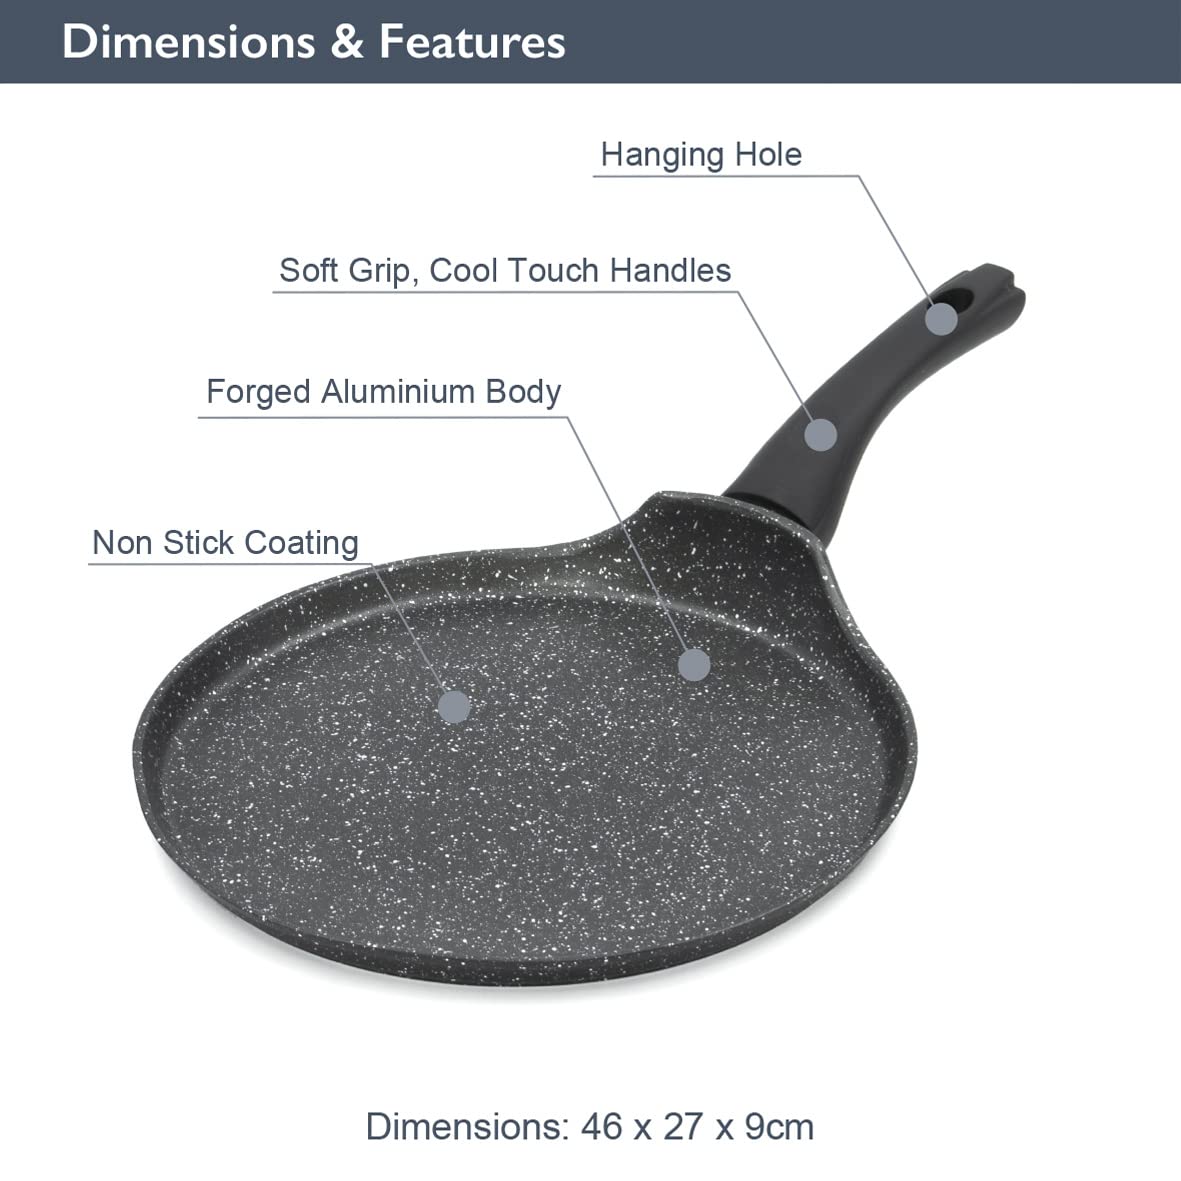 Dimensions & Features
Hanging Hole
Soft Grip, Cool Touch Handles
Forged Aluminium Body
Non Stick Coating
Dimensions: 46 x 27 x 9cm